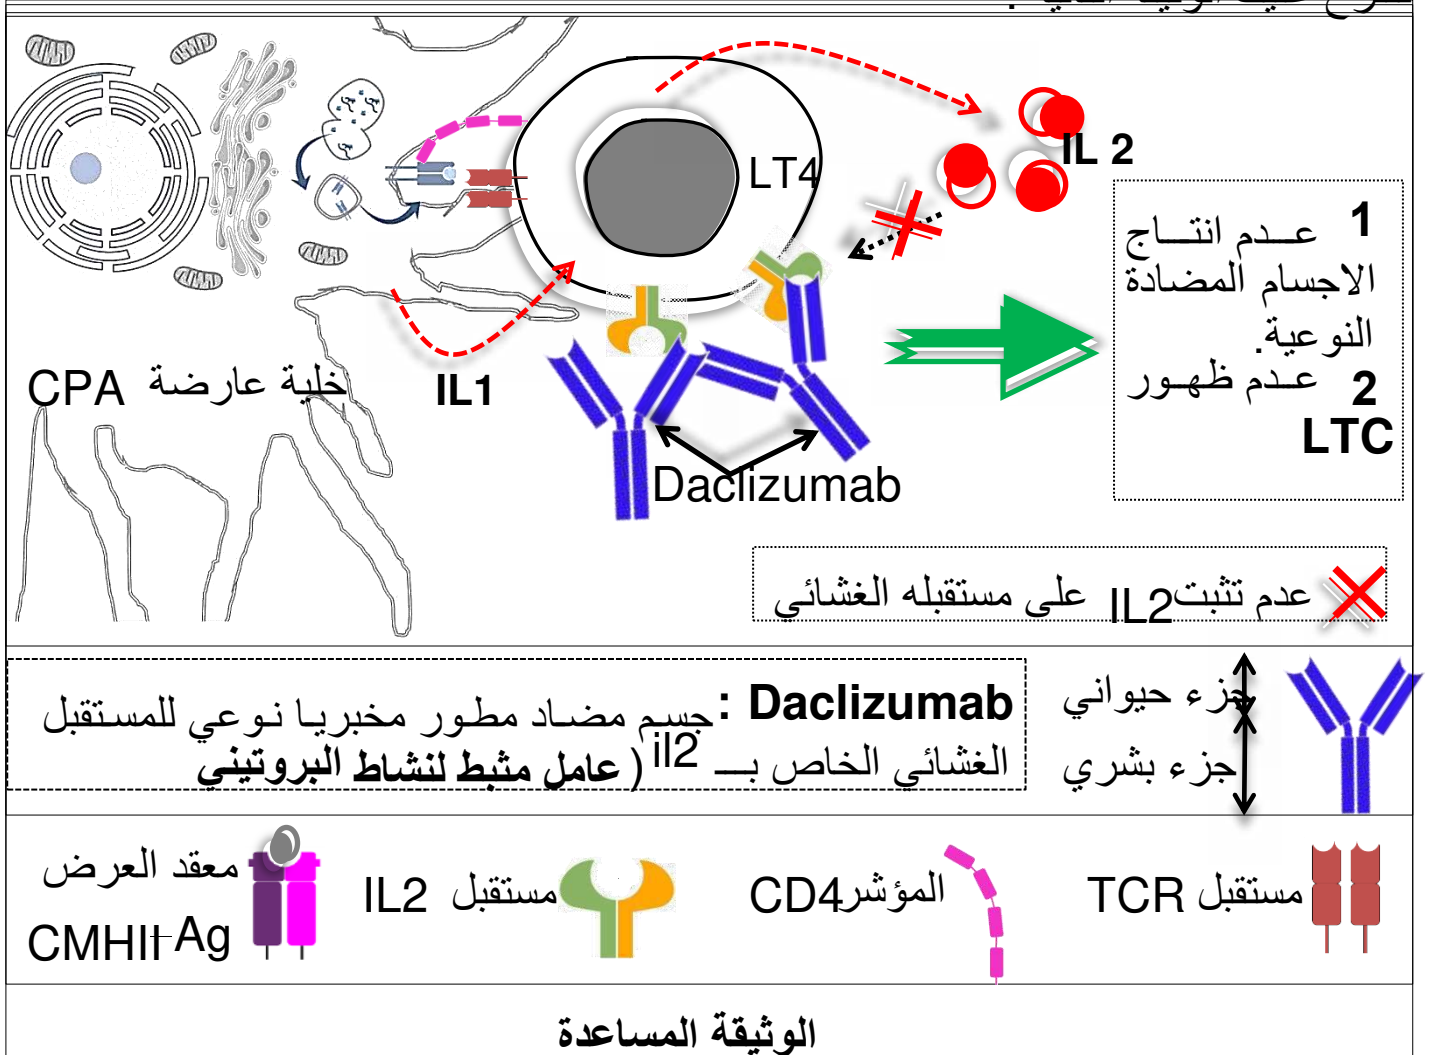 LT4
IL 2
1 عـدم انتـاج
الاجسام المضادة
النوعية.
2 عـدم ظهـور
LTC
خلية عارضة CPA
IL1
Daclizumab
عدم تثبت IL2 على مستقبله الغشائي
Daclizumab : جسم مضاد مطور مخبريا نوعي للمستقبل
الغشائي الخاص بـ il2 (عامل مثبط لنشاط البروتيني
جزء حيواني
جزء بشري
مستقبل TCR
المؤشر CD4
مستقبل IL2
معقد العرض
CMHII-Ag
الوثيقة المساعدة